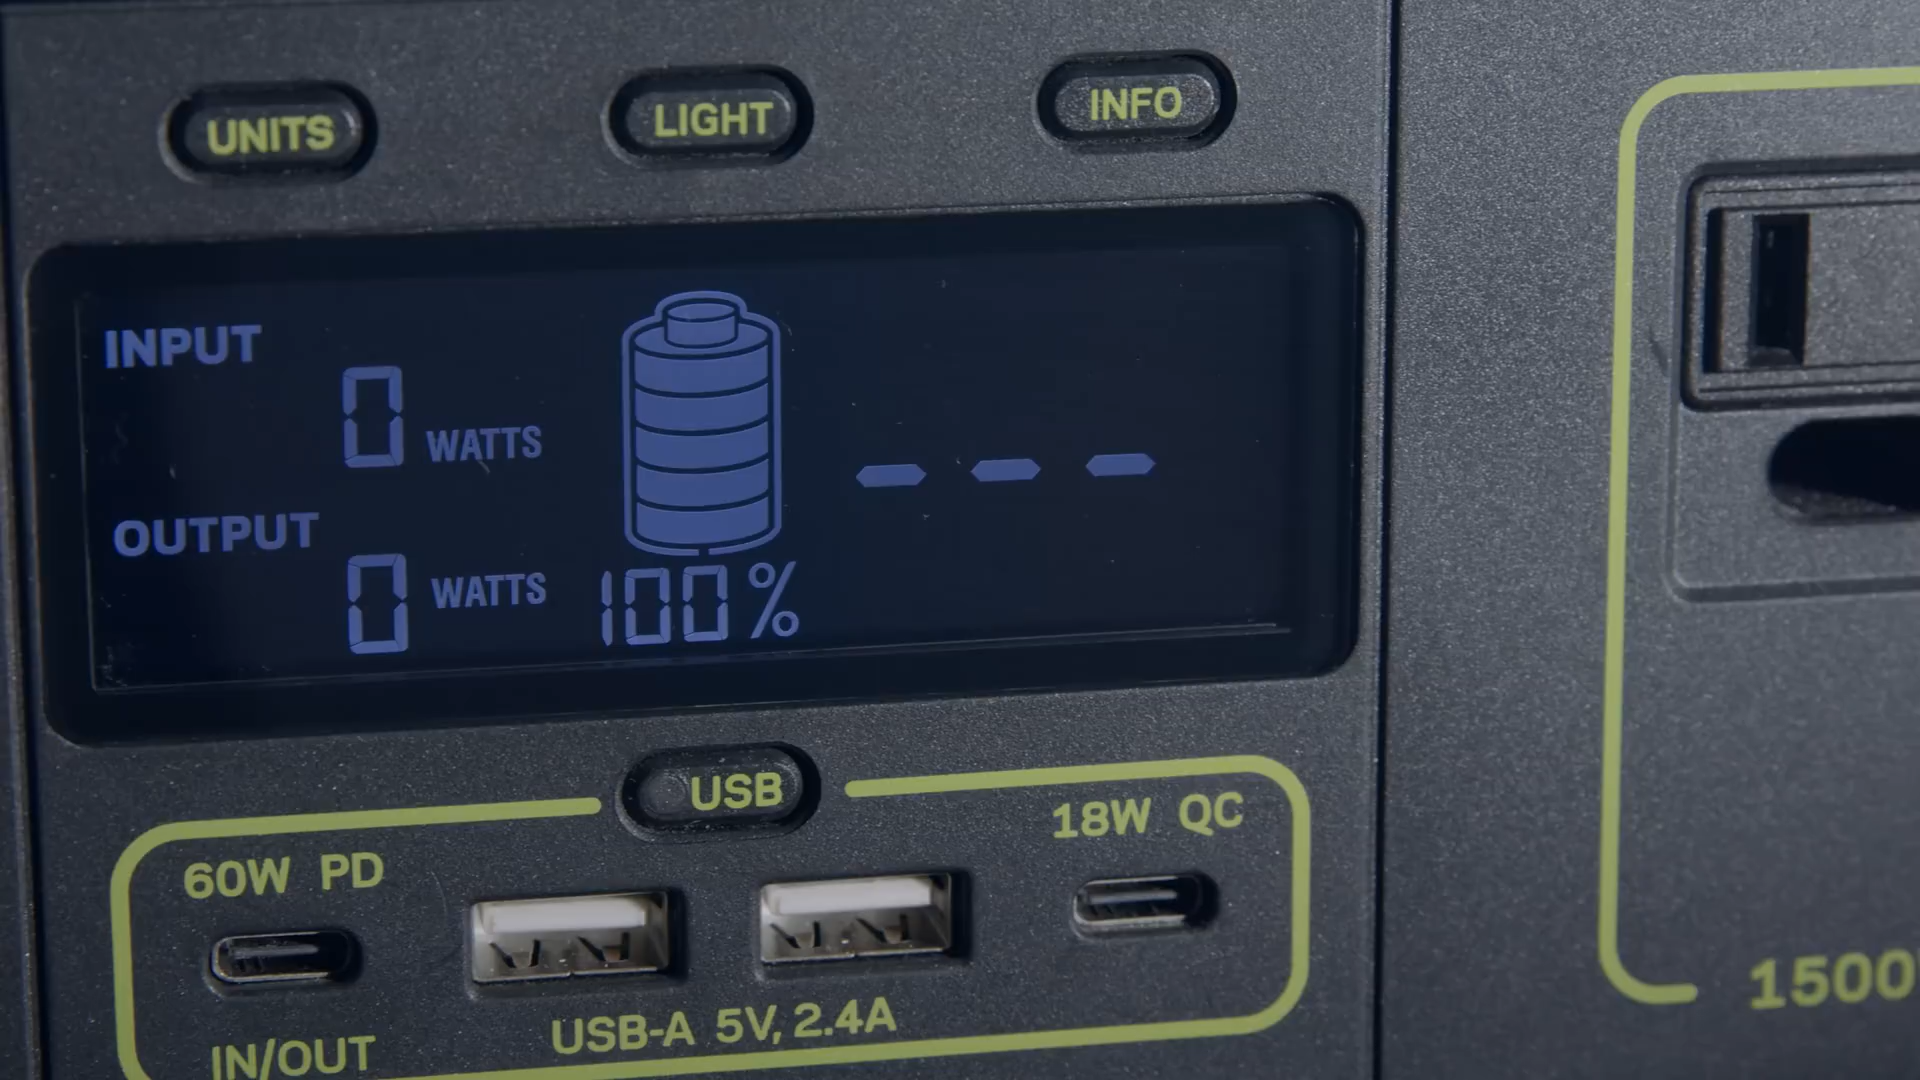 UNITS
LIGHT
INFO
INPUT
0 WATTS
OUTPUT
0 WATTS
100%
- - -
USB
60W PD
18W QC
IN/OUT
USB-A 5V, 2.4A
1500